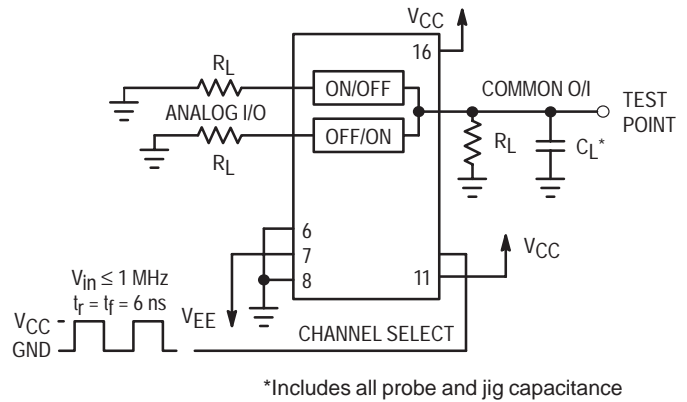 VCC
16
RL
ON/OFF
COMMON O/I
TEST
POINT
ANALOG I/O
OFF/ON
RL
RL
CL*
6
7
8
VCC
11
Vin ≤ 1 MHz
tr = tf = 6 ns
VCC
GND
VEE
CHANNEL SELECT
*Includes all probe and jig capacitance